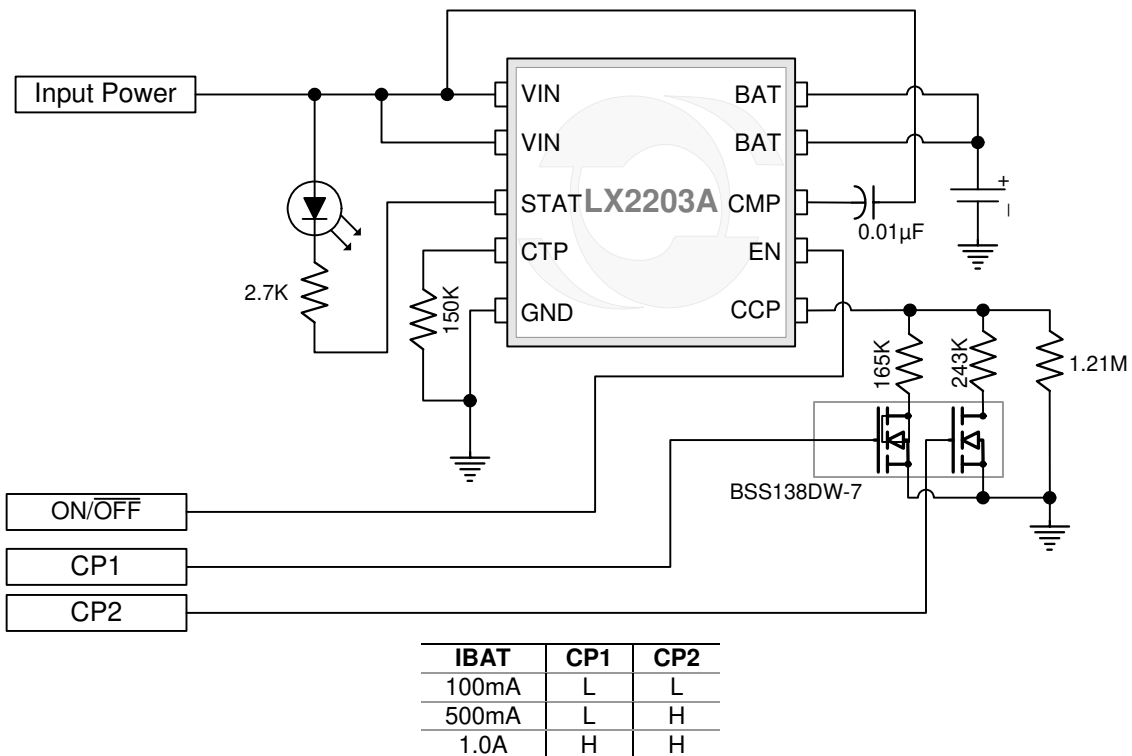 Input Power
VIN
BAT
VIN
BAT
STAT
LX2203A
CMP
+
–
0.01µF
CTP
EN
2.7K
150K
GND
CCP
165K
243K
1.21M
BSS138DW-7
ON/OFF
CP1
CP2
IBAT CP1 CP2
100mA L L
500mA L H
1.0A H H